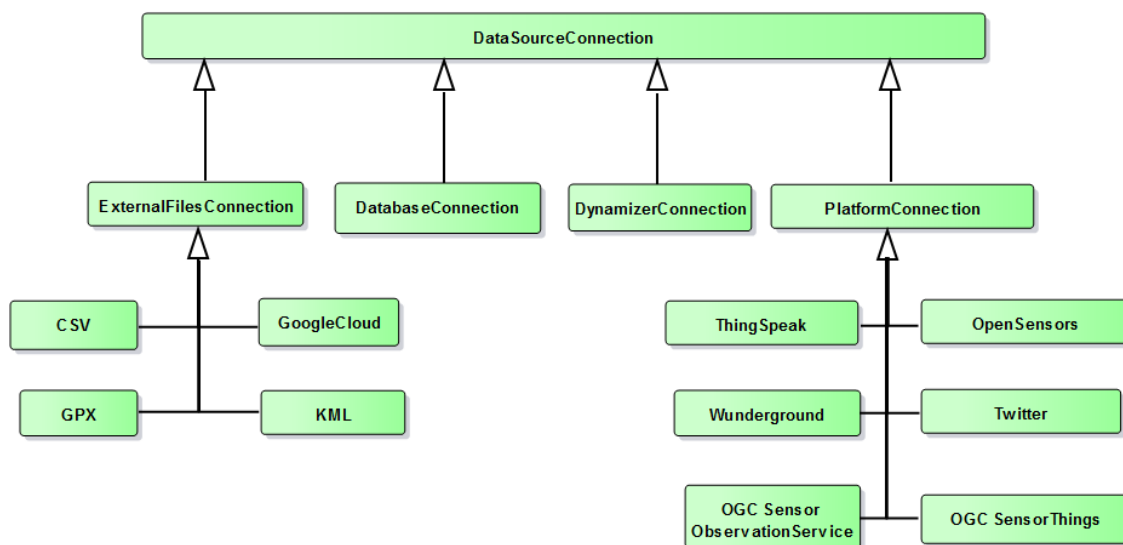 DataSourceConnection
ExternalFilesConnection
DatabaseConnection
DynamizerConnection
PlatformConnection
CSV
GoogleCloud
ThingSpeak
OpenSensors
GPX
KML
Wunderground
Twitter
OGC Sensor
ObservationService
OGC SensorThings